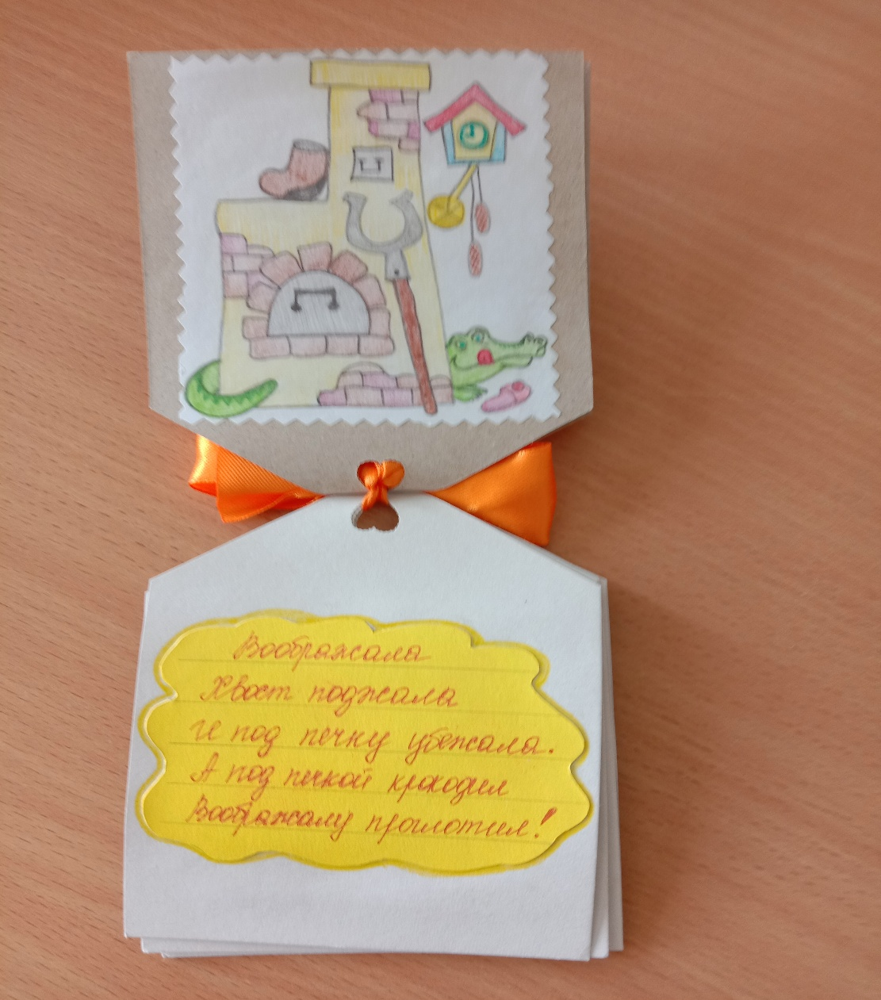 Воображала
Хвост поджала
И под печку убежала.
А под печкой крокодил
Воображалу проглотил!